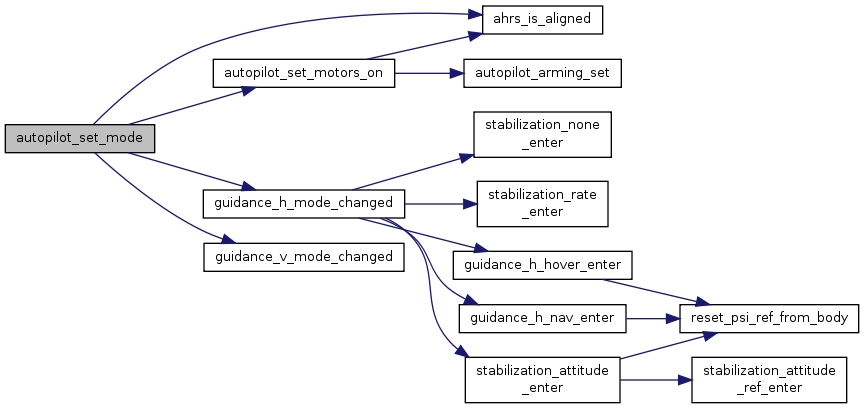 ahrs_is_aligned
autopilot_set_motors_on
autopilot_arming_set
autopilot_set_mode
stabilization_none
_enter
guidance_h_mode_changed
stabilization_rate
_enter
guidance_v_mode_changed
guidance_h_hover_enter
guidance_h_nav_enter
reset_psi_ref_from_body
stabilization_attitude
_enter
stabilization_attitude
_ref_enter